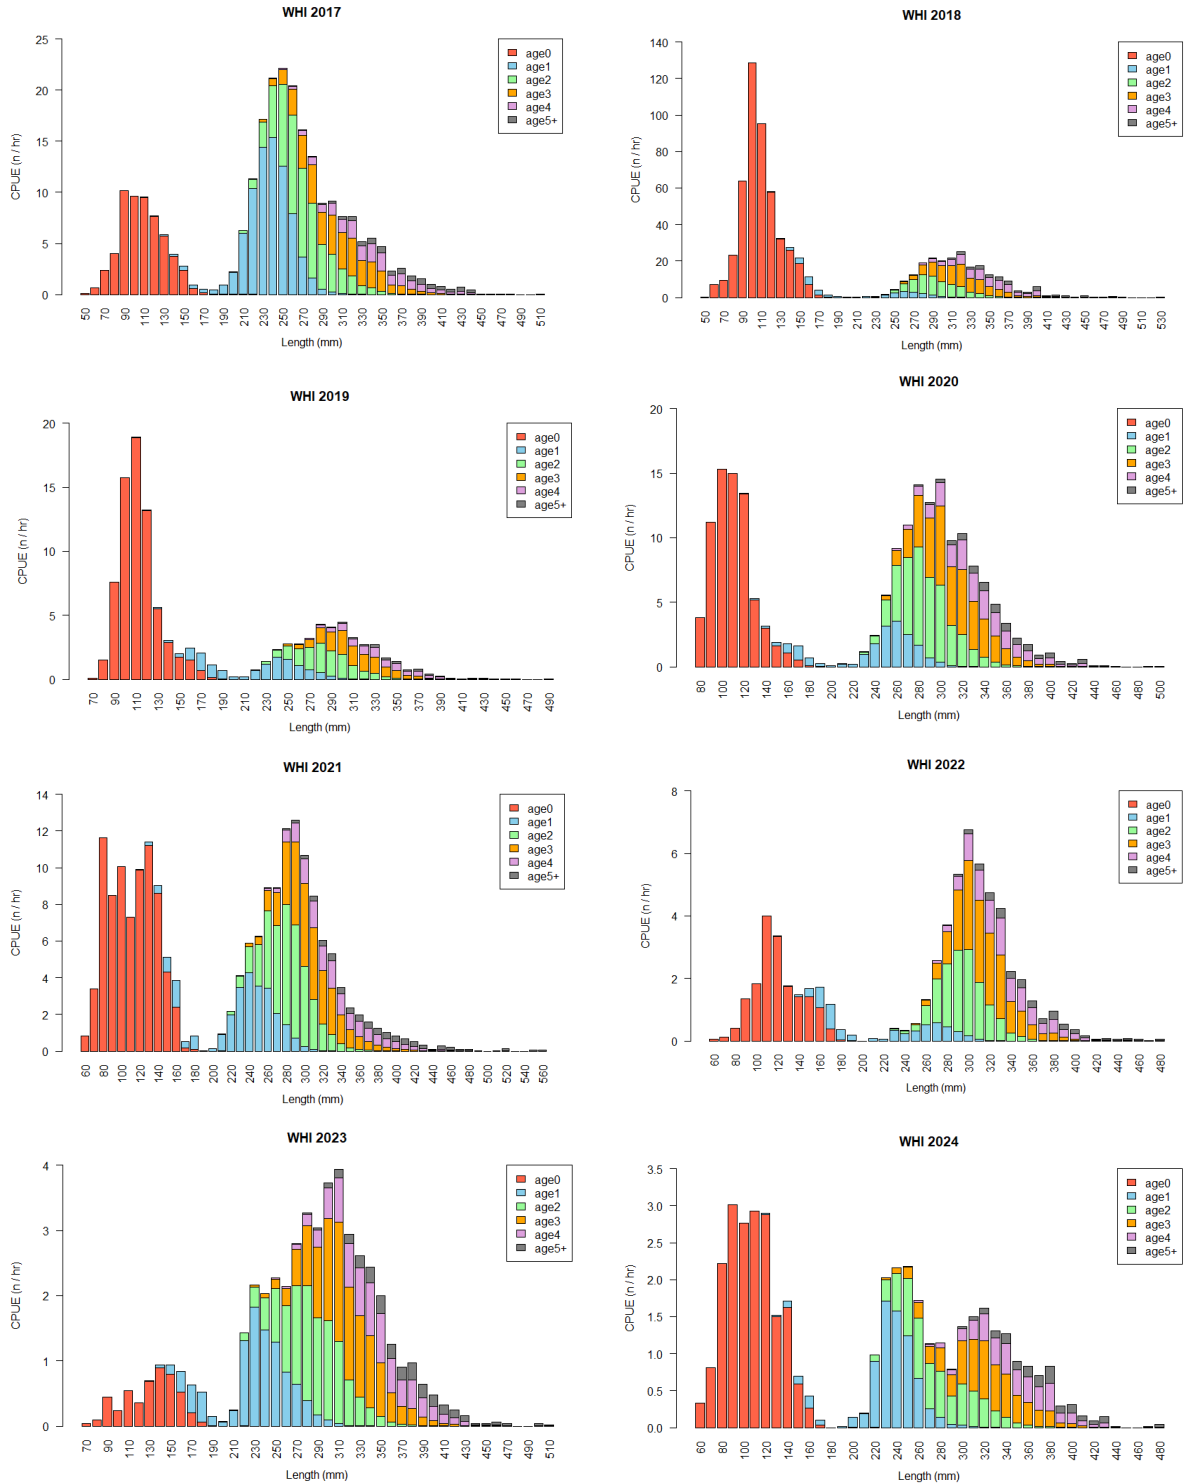 WHI 2017
25
20
15
10
5
0
CPUE (n / hr)
age0
age1
age2
age3
age4
age5+
50 70 90 110 130 150 170 190 210 230 250 270 290 310 330 350 370 390 410 430 450 470 490 510
Length (mm)
WHI 2018
140
120
100
80
60
40
20
0
CPUE (n / hr)
age0
age1
age2
age3
age4
age5+
50 70 90 110 130 150 170 190 210 230 250 270 290 310 330 350 370 390 410 430 450 470 490 510 530
Length (mm)
WHI 2019
20
15
10
5
0
CPUE (n / hr)
age0
age1
age2
age3
age4
age5+
70 90 110 130 150 170 190 210 230 250 270 290 310 330 350 370 390 410 430 450 470 490
Length (mm)
WHI 2020
20
15
10
5
0
CPUE (n / hr)
age0
age1
age2
age3
age4
age5+
80 100 120 140 160 180 200 220 240 260 280 300 320 340 360 380 400 420 440 460 480 500
Length (mm)
WHI 2021
14
12
10
8
6
4
2
0
CPUE (n / hr)
age0
age1
age2
age3
age4
age5+
60 80 100 120 140 160 180 200 220 240 260 280 300 320 340 360 380 400 420 440 460 480 500 520 540 560
Length (mm)
WHI 2022
8
6
4
2
0
CPUE (n / hr)
age0
age1
age2
age3
age4
age5+
60 80 100 120 140 160 180 200 220 240 260 280 300 320 340 360 380 400 420 440 460 480
Length (mm)
WHI 2023
4
3
2
1
0
CPUE (n / hr)
age0
age1
age2
age3
age4
age5+
70 90 110 130 150 170 190 210 230 250 270 290 310 330 350 370 390 410 430 450 470 490 510
Length (mm)
WHI 2024
3.5
3.0
2.5
2.0
1.5
1.0
0.5
0.0
CPUE (n / hr)
age0
age1
age2
age3
age4
age5+
60 80 100 120 140 160 180 200 220 240 260 280 300 320 340 360 380 400 420 440 460 480
Length (mm)